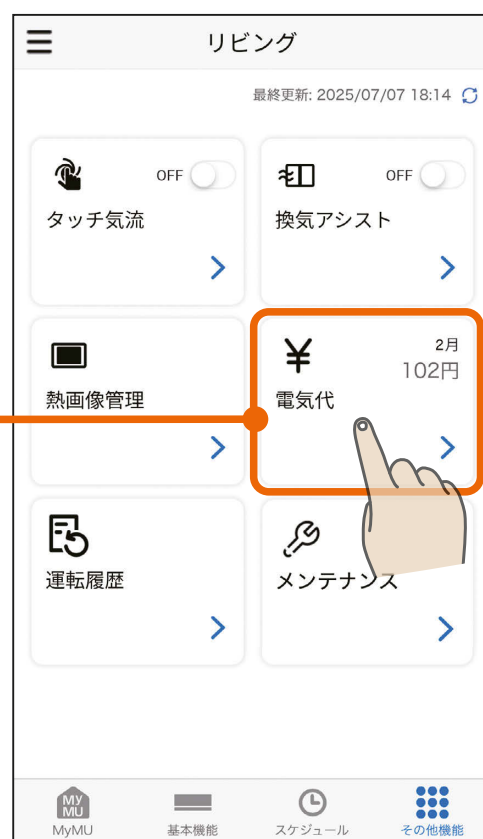 リビング
最終更新: 2025/07/07 18:14
OFF
タッチ気流
OFF
換気アシスト
熱画像管理
¥
2月
102円
電気代
運転履歴
メンテナンス
MY
MU
MyMU
基本機能
スケジュール
その他機能